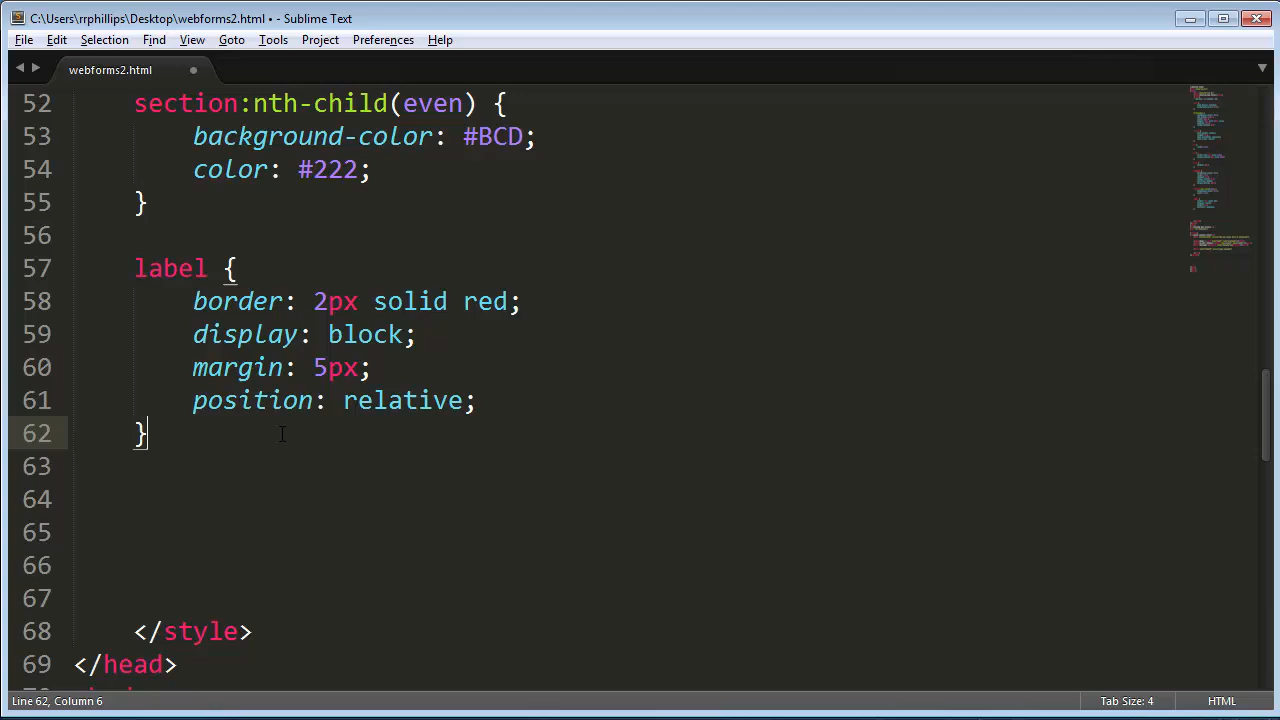 C:\Users\rrphillips\Desktop\webforms2.html • - Sublime Text
File Edit Selection Find View Goto Tools Project Preferences Help
webforms2.html
52 section:nth-child(even) {
53 background-color: #BCD;
54 color: #222;
55 }
56
57 label {
58 border: 2px solid red;
59 display: block;
60 margin: 5px;
61 position: relative;
62 }
63
64
65
66
67
68 </style>
69 </head>
Line 62, Column 6 Tab Size: 4 HTML